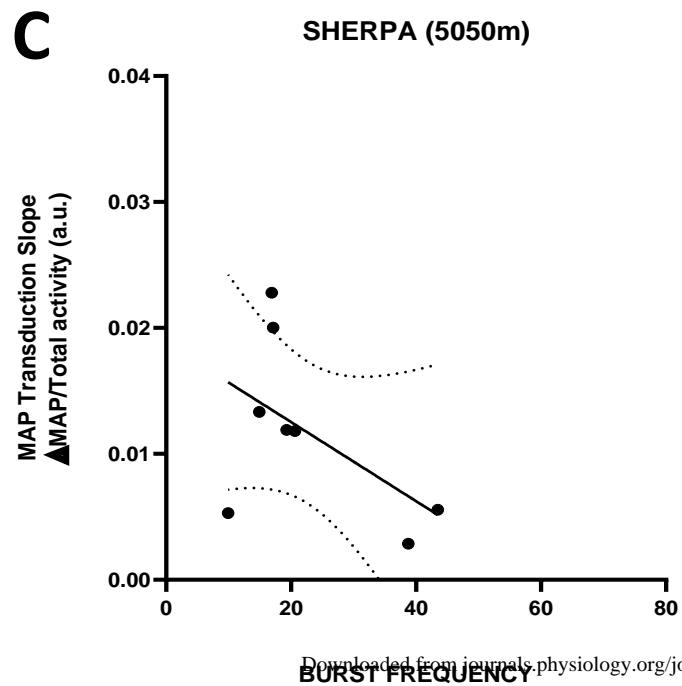 C
SHERPA (5050m)
MAP Transduction Slope
▲MAP/Total activity (a.u.)
0.04
0.03
0.02
0.01
0.00
0 20 40 60 80
Downloaded from journals.physiology.org/jo
BURST FREQUENCY